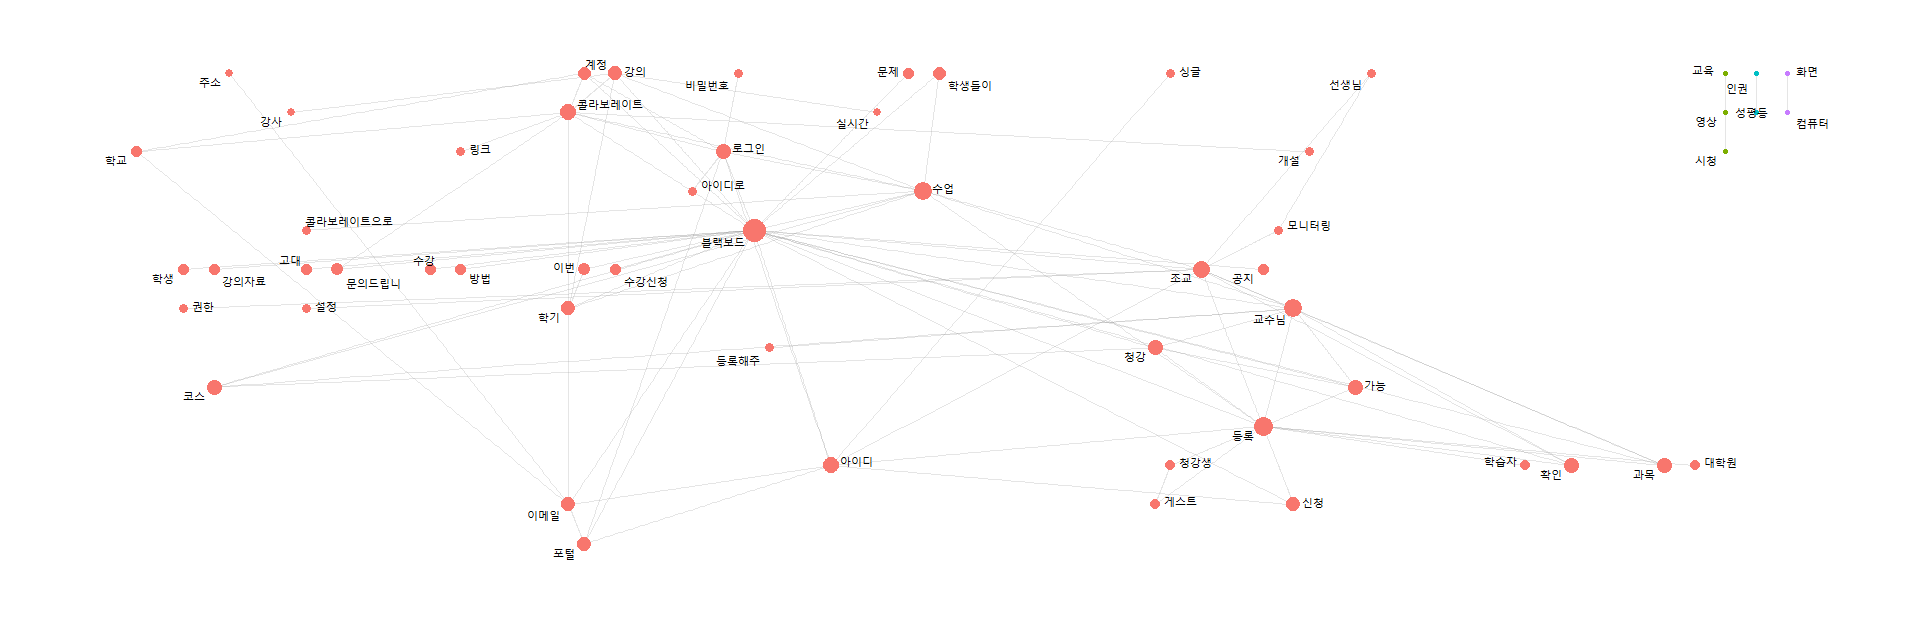 계정
강의
문제
싱글
교육
화면
주소
비밀번호
학생들이
선생님
인권
콜라보레이트
강사
실시간
영상
성평등
컴퓨터
학교
링크
로그인
개설
시청
아이디로
수업
콜라보레이트으로
모니터링
블랙보드
고대
수강
이번
학생
강의자료
문의드립니
방법
수강신청
조교
공지
권한
설정
학기
교수님
등록해주
청강
코스
가능
등록
아이디
청강생
학습자
확인
과목
대학원
이메일
게스트
신청
포털